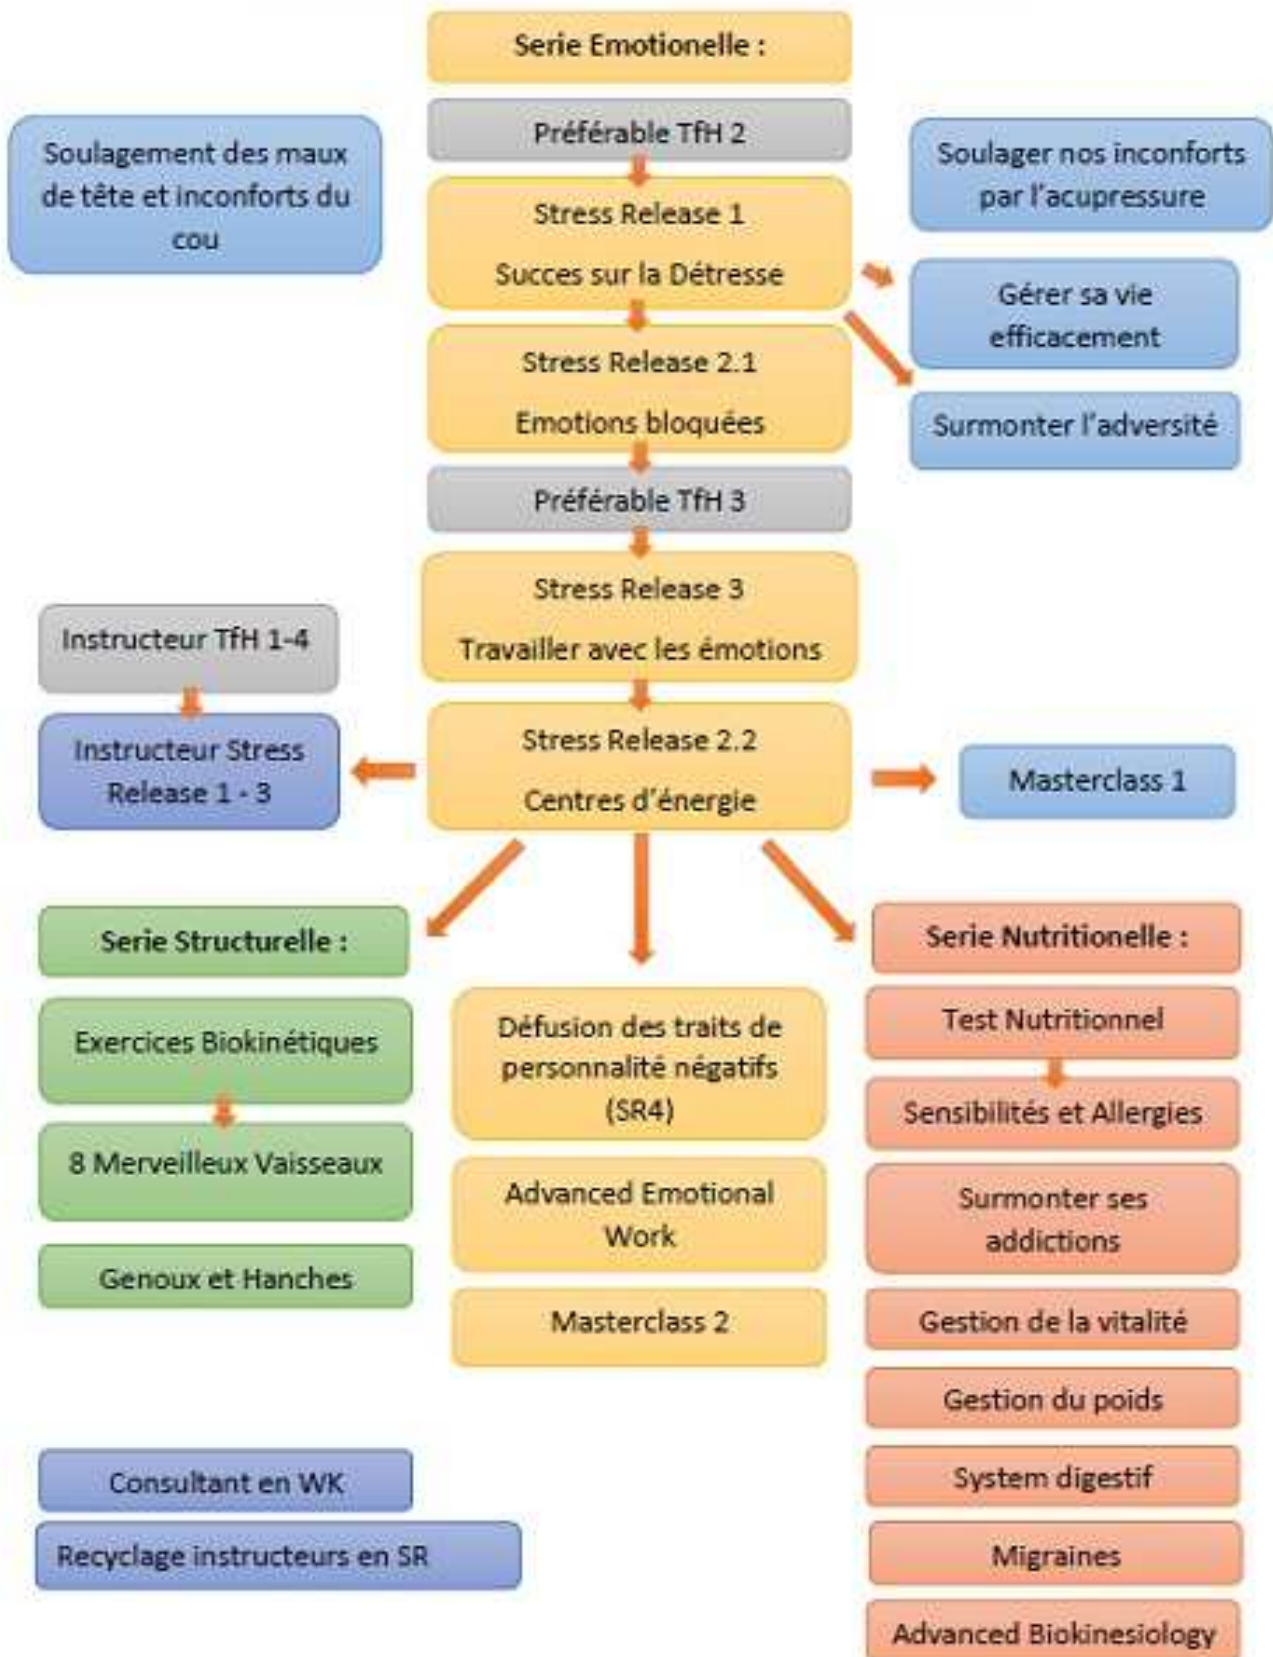 Serie Emotionelle :
Préférable TfH 2
Soulagement des maux
de tête et inconforts du
cou
Soulager nos inconforts
par l'acupressure
Stress Release 1
Succes sur la Détresse
Gérer sa vie
efficacement
Stress Release 2.1
Emotions bloquées
Surmonter l'adversité
Préférable TfH 3
Stress Release 3
Travailler avec les émotions
Instructeur TfH 1-4
Instructeur Stress
Release 1 - 3
Stress Release 2.2
Centres d'énergie
Masterclass 1
Serie Structurelle :
Exercices Biokinétiques
8 Merveilleux Vaisseaux
Genoux et Hanches
Défusion des traits de
personnalité négatifs
(SR4)
Advanced Emotional
Work
Masterclass 2
Serie Nutritionelle :
Test Nutritionnel
Sensibilités et Allergies
Surmonter ses
addictions
Gestion de la vitalité
Gestion du poids
System digestif
Migraines
Advanced Biokinesiology
Consultant en WK
Recyclage instructeurs en SR